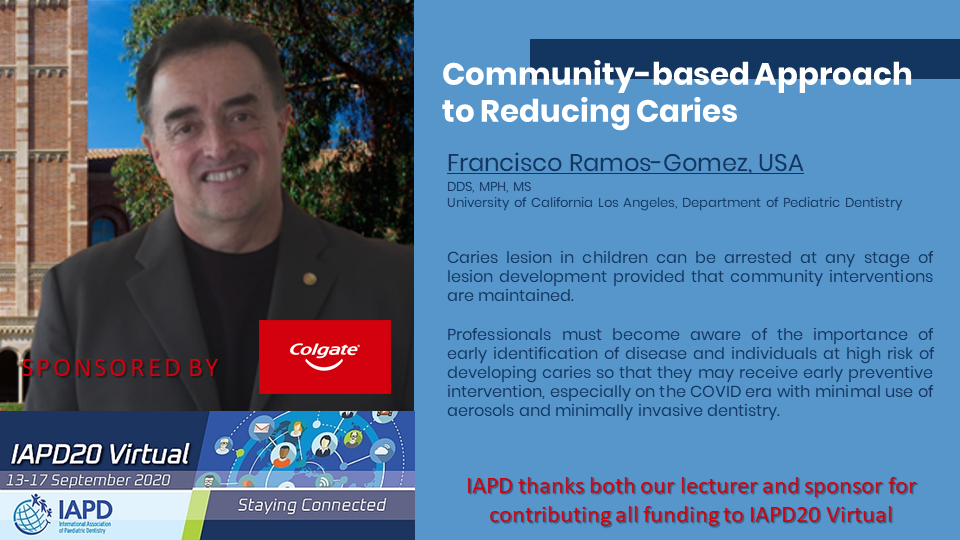 Community-based Approach
to Reducing Caries
Francisco Ramos-Gomez, USA
DDS, MPH, MS
University of California Los Angeles, Department of Pediatric Dentistry
Caries lesion in children can be arrested at any stage of
lesion development provided that community interventions
are maintained.
Professionals must become aware of the importance of
early identification of disease and individuals at high risk of
developing caries so that they may receive early preventive
intervention, especially on the COVID era with minimal use of
aerosols and minimally invasive dentistry.
SPONSORED BY
Colgate®
IAPD20 Virtual
13-17 September 2020
IAPD
International Association
of Paediatric Dentistry
Staying Connected
IAPD thanks both our lecturer and sponsor for
contributing all funding to IAPD20 Virtual